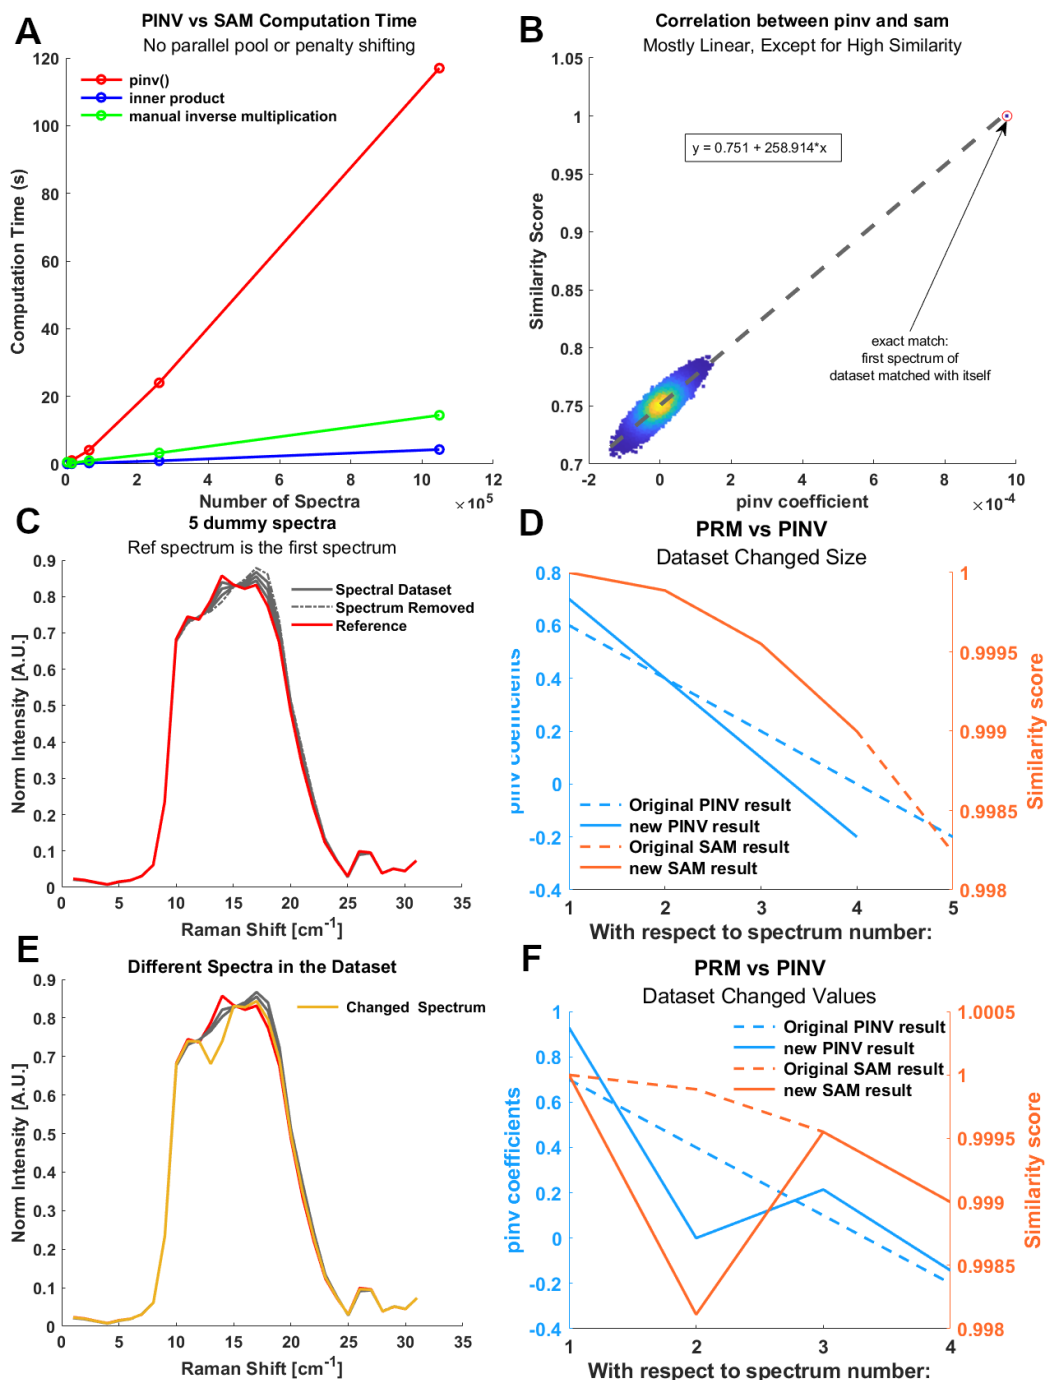 A
PINV vs SAM Computation Time
No parallel pool or penalty shifting
120
100
80
60
40
20
0
Computation Time (s)
pinv()
inner product
manual inverse multiplication
0 2 4 6 8 10 12
×10^5
Number of Spectra
B
Correlation between pinv and sam
Mostly Linear, Except for High Similarity
1.05
1
0.95
0.9
0.85
0.8
0.75
0.7
Similarity Score
y = 0.751 + 258.914*x
exact match:
first spectrum of
dataset matched with itself
-2 0 2 4 6 8 10
×10^-4
pinv coefficient
C
5 dummy spectra
Ref spectrum is the first spectrum
0.9
0.8
0.7
0.6
0.5
0.4
0.3
0.2
0.1
0
Norm Intensity [A.U.]
Spectral Dataset
Spectrum Removed
Reference
0 5 10 15 20 25 30 35
Raman Shift [cm-1]
D
PRM vs PINV
Dataset Changed Size
0.8
0.6
0.4
0.2
0
-0.2
-0.4
pinv coefficients
Original PINV result
new PINV result
Original SAM result
new SAM result
1
0.9995
0.999
0.9985
0.998
Similarity score
1 2 3 4 5
With respect to spectrum number:
E
Different Spectra in the Dataset
0.9
0.8
0.7
0.6
0.5
0.4
0.3
0.2
0.1
0
Norm Intensity [A.U.]
Changed Spectrum
0 5 10 15 20 25 30 35
Raman Shift [cm-1]
F
PRM vs PINV
Dataset Changed Values
1
0.8
0.6
0.4
0.2
0
-0.2
-0.4
pinv coefficients
Original PINV result
new PINV result
Original SAM result
new SAM result
1.0005
1
0.9995
0.999
0.9985
0.998
Similarity score
1 2 3 4
With respect to spectrum number: